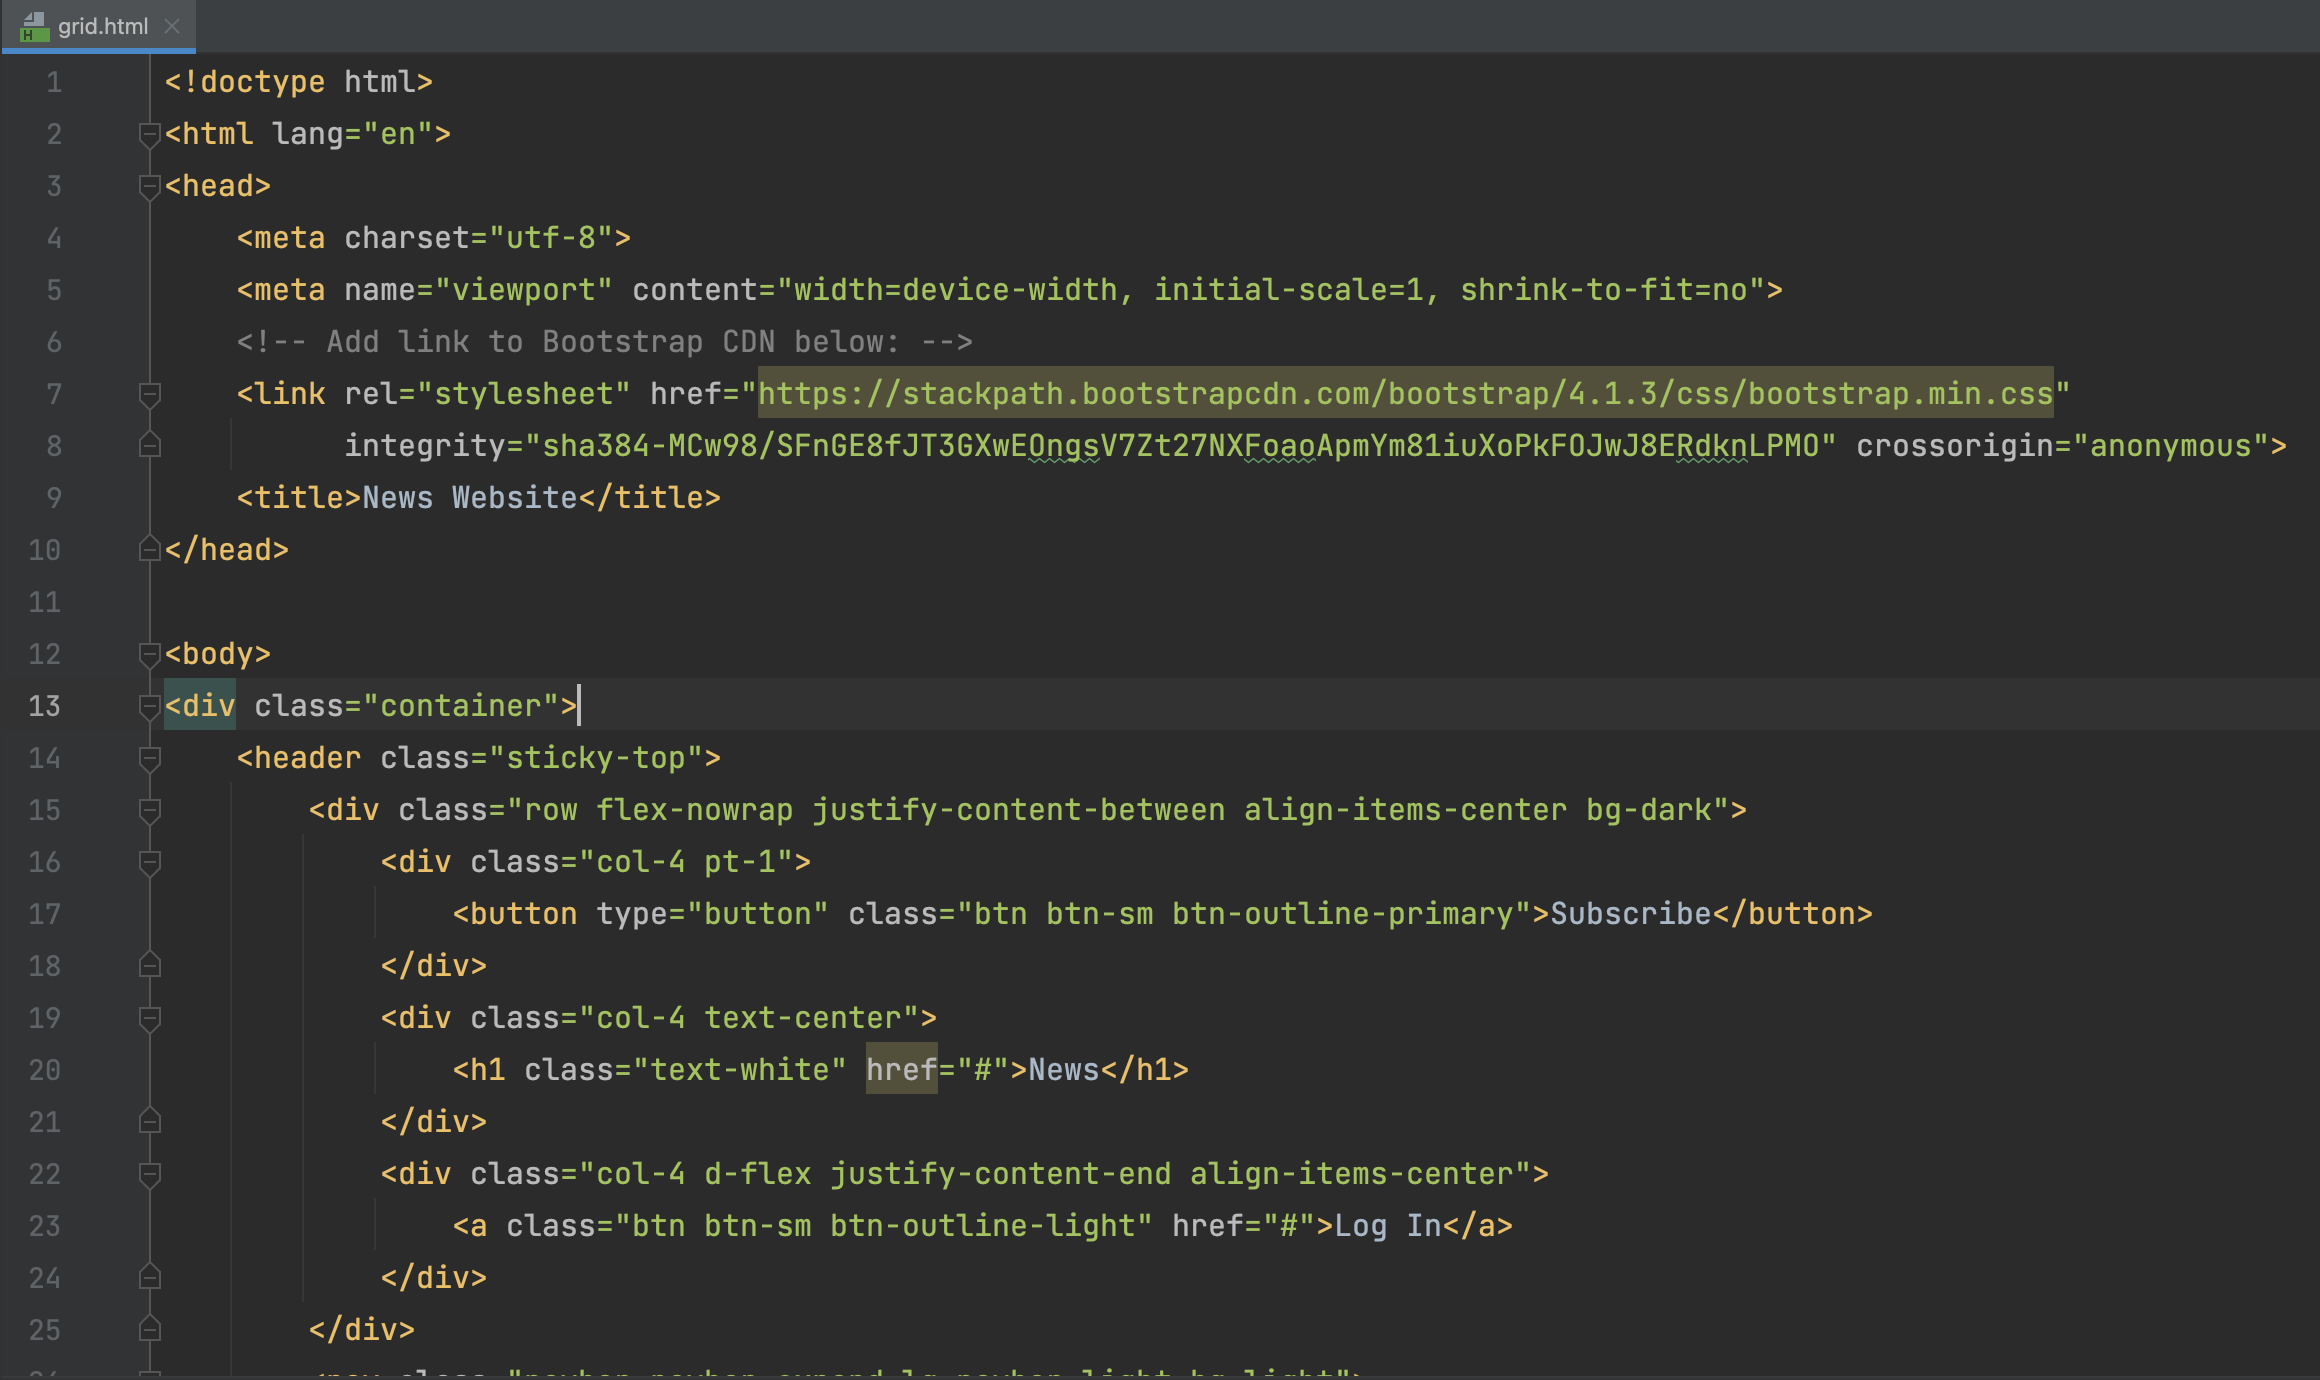 grid.html
1 <!doctype html>
2 <html lang="en">
3 <head>
4 <meta charset="utf-8">
5 <meta name="viewport" content="width=device-width, initial-scale=1, shrink-to-fit=no">
6 <!-- Add link to Bootstrap CDN below: -->
7 <link rel="stylesheet" href="https://stackpath.bootstrapcdn.com/bootstrap/4.1.3/css/bootstrap.min.css"
8 integrity="sha384-MCw98/SFnGE8fJT3GXwEOngsV7Zt27NXFoaoApmYm81iuXoPkFOJwJ8ERdknLPMO" crossorigin="anonymous">
9 <title>News Website</title>
10 </head>
11
12 <body>
13 <div class="container">
14 <header class="sticky-top">
15 <div class="row flex-nowrap justify-content-between align-items-center bg-dark">
16 <div class="col-4 pt-1">
17 <button type="button" class="btn btn-sm btn-outline-primary">Subscribe</button>
18 </div>
19 <div class="col-4 text-center">
20 <h1 class="text-white" href="#">News</h1>
21 </div>
22 <div class="col-4 d-flex justify-content-end align-items-center">
23 <a class="btn btn-sm btn-outline-light" href="#">Log In</a>
24 </div>
25 </div>